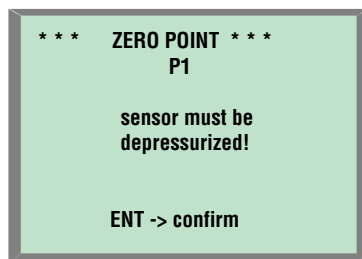 * * * ZERO POINT * * *
P1
sensor must be
depressurized!
ENT -> confirm